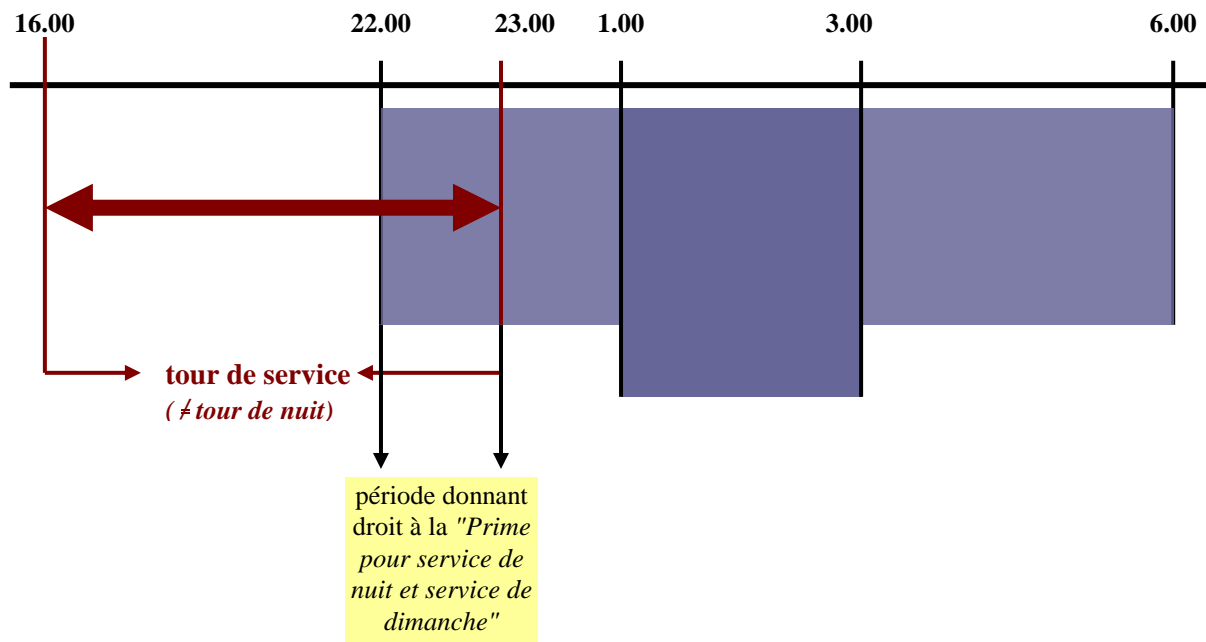 16.00 22.00 23.00 1.00 3.00 6.00
tour de service
( ≠ tour de nuit)
période donnant
droit à la "Prime
pour service de
nuit et service de
dimanche"